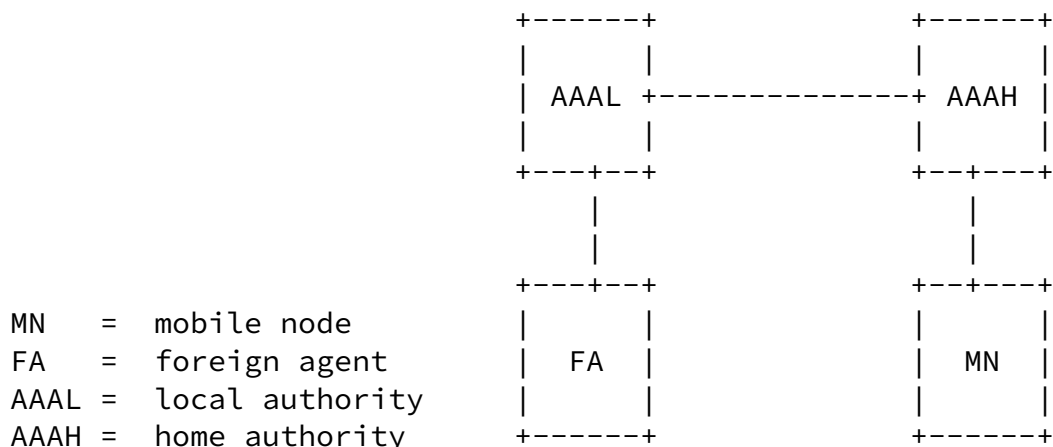 AAAL AAAH
MN = mobile node
FA = foreign agent FA MN
AAAL = local authority
AAAH = home authority